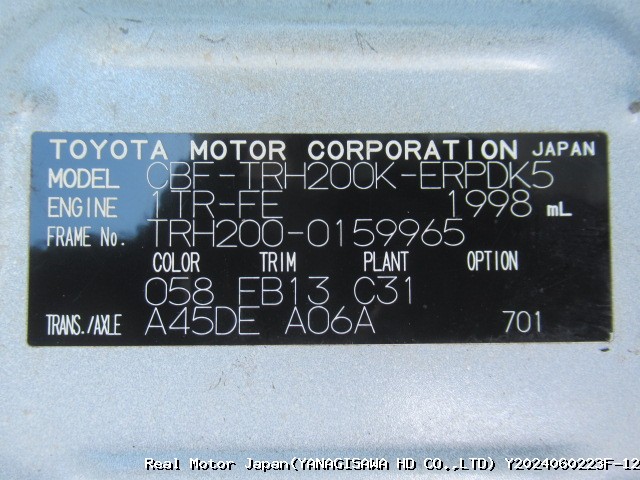 TOYOTA MOTOR CORPORATION JAPAN
MODEL CBF-TRH200K-ERPDK5
ENGINE 1TR-FE 1998 mL
FRAME No. TRH200-0159965
COLOR TRIM PLANT OPTION
058 FB13 C31
TRANS./AXLE A45DE A06A 701
Real Motor Japan(YANAGISAWA HD CO.,LTD) Y2024060223F-12